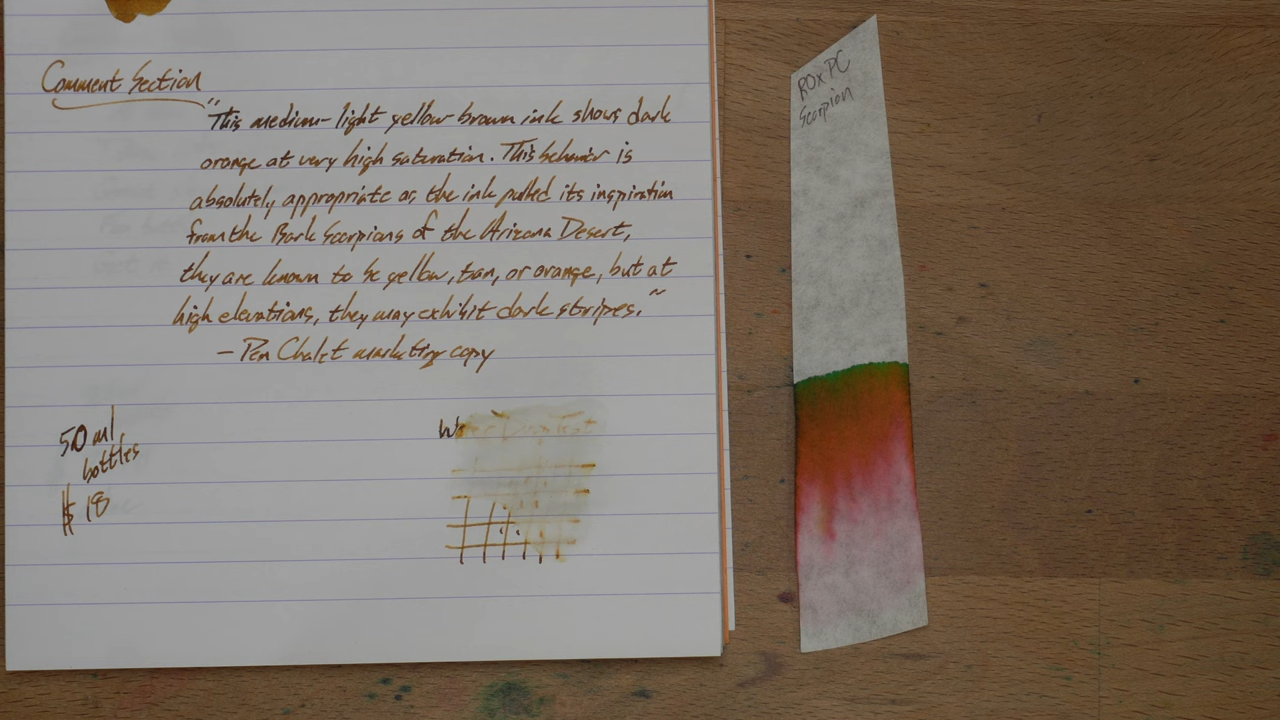 Comment Section
"This medium-light yellow-brown ink shows dark
orange at very high saturation. This behavior is
absolutely appropriate as the ink pulled its inspiration
from the Bark Scorpions of the Arizona Desert,
they are known to be yellow, tan, or orange, but at
high elevations, they may exhibit dark stripes."
- Pen Chalet marketing copy
50 ml
bottles
$18
ROx PC
Scorpion